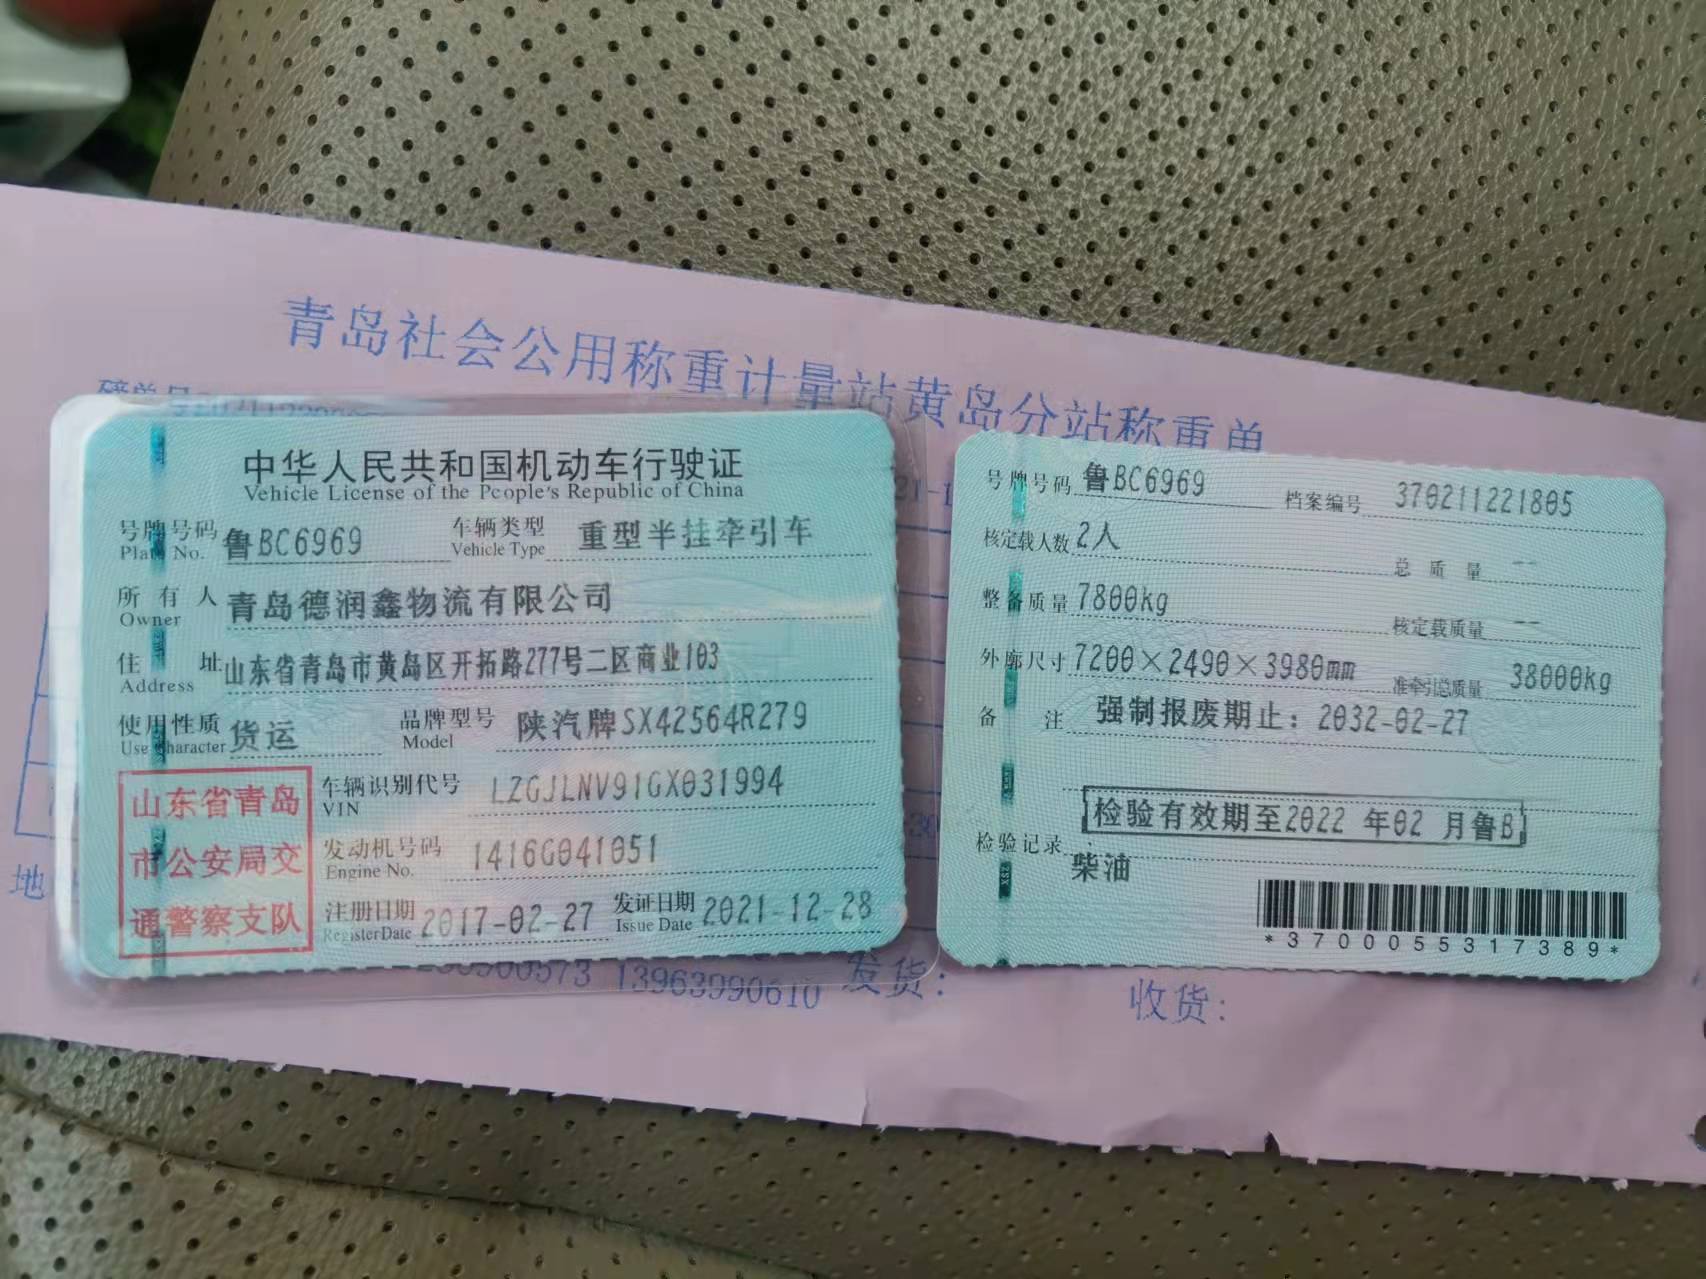 青岛社会公用称重计量站黄岛分站称重单
中华人民共和国机动车行驶证
Vehicle License of the People's Republic of China
号牌号码 鲁BC6969 车辆类型 重型半挂牵引车
Plate No. Vehicle Type
所有人 青岛德润鑫物流有限公司
Owner
住址 山东省青岛市黄岛区开拓路277号二区商业103
Address
使用性质 货运 品牌型号 陕汽牌SX42564R279
Use Character Model
山东省青岛
市公安局交
通警察支队
车辆识别代号 LZGJLNV91GX031994
VIN
发动机号码 1416G041051
Engine No.
注册日期 2017-02-27 发证日期 2021-12-28
Register Date Issue Date
号牌号码 鲁BC6969 档案编号 370211221805
核定载人数 2人 总质量 --
整备质量 7800kg 核定载质量 --
外廓尺寸 7200×2490×3980mm 准牵引总质量 38000kg
备注 强制报废期止：2032-02-27
检验有效期至2022 年02 月鲁B
检验记录
柴油
*3700055317389*
地
13963990610 发货：
收货：